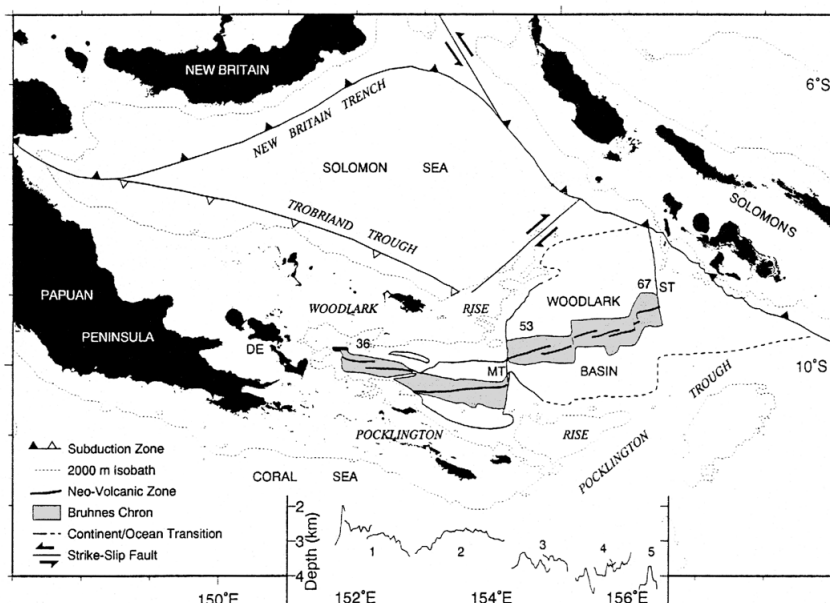 NEW BRITAIN
6°S
NEW BRITAIN TRENCH
SOLOMON SEA
SOLOMONS
TROBRIAND TROUGH
PAPUAN
PENINSULA
WOODLARK RISE
WOODLARK
67 ST
53
36
DE
MT
BASIN
10°S
TROUGH
POCKLINGTON RISE
POCKLINGTON
CORAL SEA
Subduction Zone
2000 m isobath
Neo-Volcanic Zone
Bruhnes Chron
Continent/Ocean Transition
Strike-Slip Fault
Depth (km)
-2
-3
-4
1
2
3
4
5
150°E
152°E
154°E
156°E